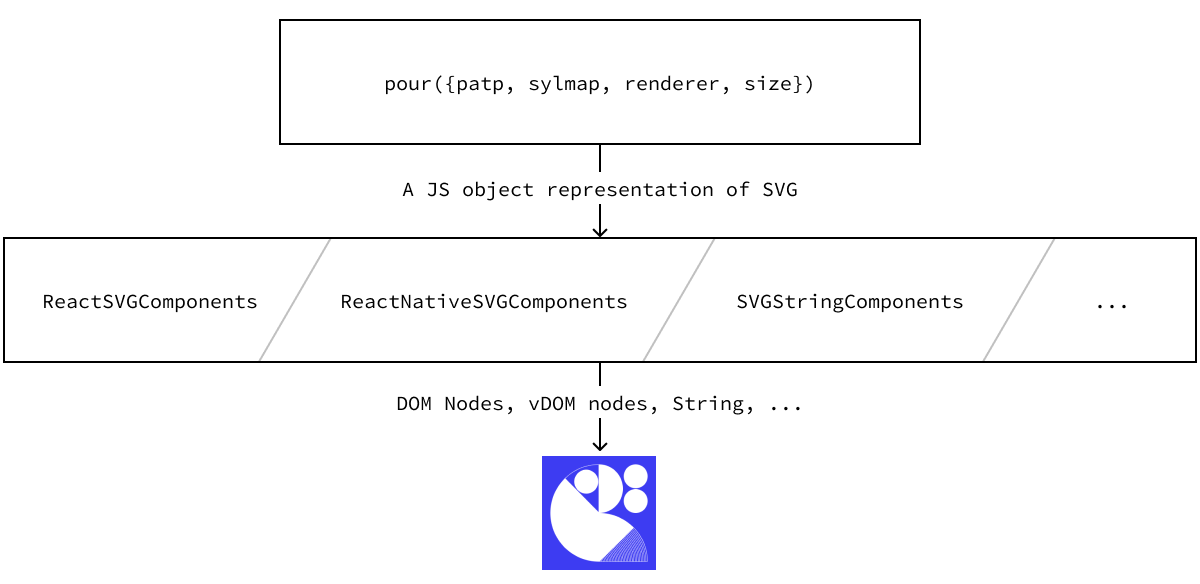 pour({patp, sylmap, renderer, size})
A JS object representation of SVG
ReactSVGComponents
ReactNativeSVGComponents
SVGStringComponents
...
DOM Nodes, vDOM nodes, String, ...